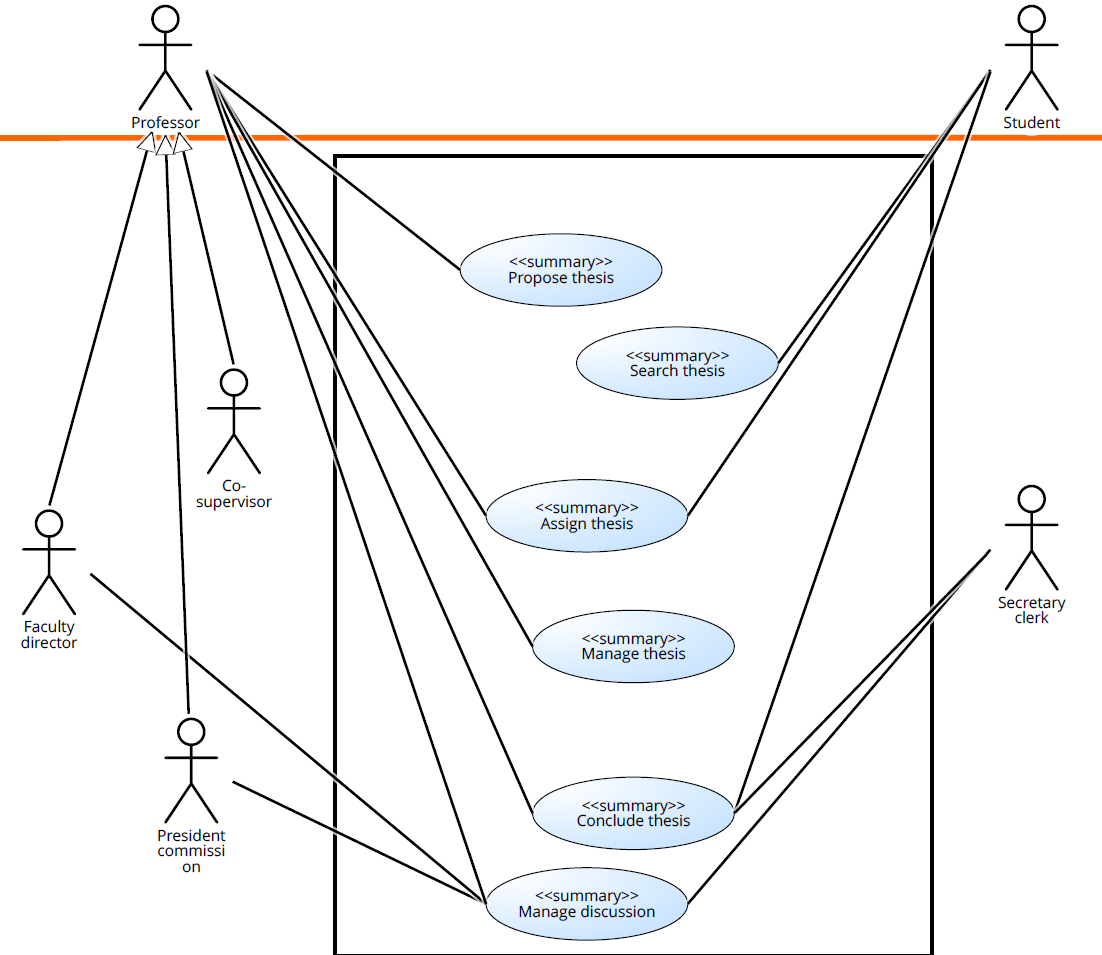 Professor
Student
<<summary>>
Propose thesis
<<summary>>
Search thesis
Co-
supervisor
<<summary>>
Assign thesis
Faculty
director
Secretary
clerk
<<summary>>
Manage thesis
President
commissi
on
<<summary>>
Conclude thesis
<<summary>>
Manage discussion